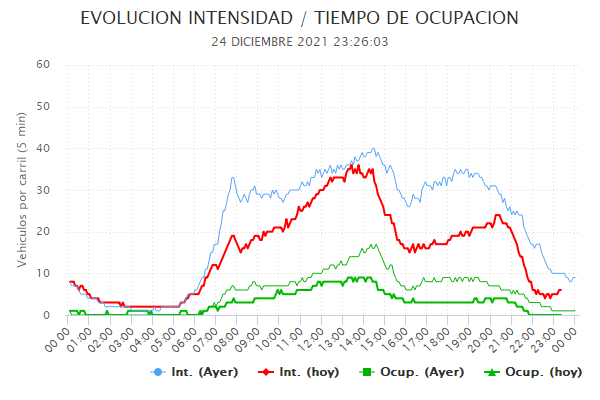 EVOLUCION INTENSIDAD / TIEMPO DE OCUPACION
24 DICIEMBRE 2021 23:26:03
Vehiculos por carril (5 min)
60
50
40
30
20
10
0
00:00 01:00 02:00 03:00 04:00 05:00 06:00 07:00 08:00 09:00 10:00 11:00 12:00 13:00 14:00 15:00 16:00 17:00 18:00 19:00 20:00 21:00 22:00 23:00 00:00
Int. (Ayer) Int. (hoy) Ocup. (Ayer) Ocup. (hoy)